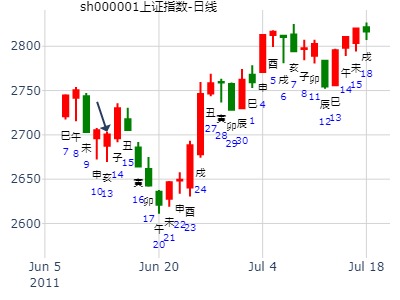 sh000001上证指数-日线
2800
2750
2700
2650
2600
巳
7
午
8
未
9
申
10
亥
13
子
14
丑
15
寅
16
卯
17
午
20
未
21
申
22
酉
23
戌
24
丑
27
寅
28
卯
29
辰
30
巳
1
申
4
酉
5
戌
6
亥
7
子
8
卯
11
辰
12
巳
13
午
14
未
15
戌
18
Jun 5 Jun 20 Jul 4 Jul 18
2011